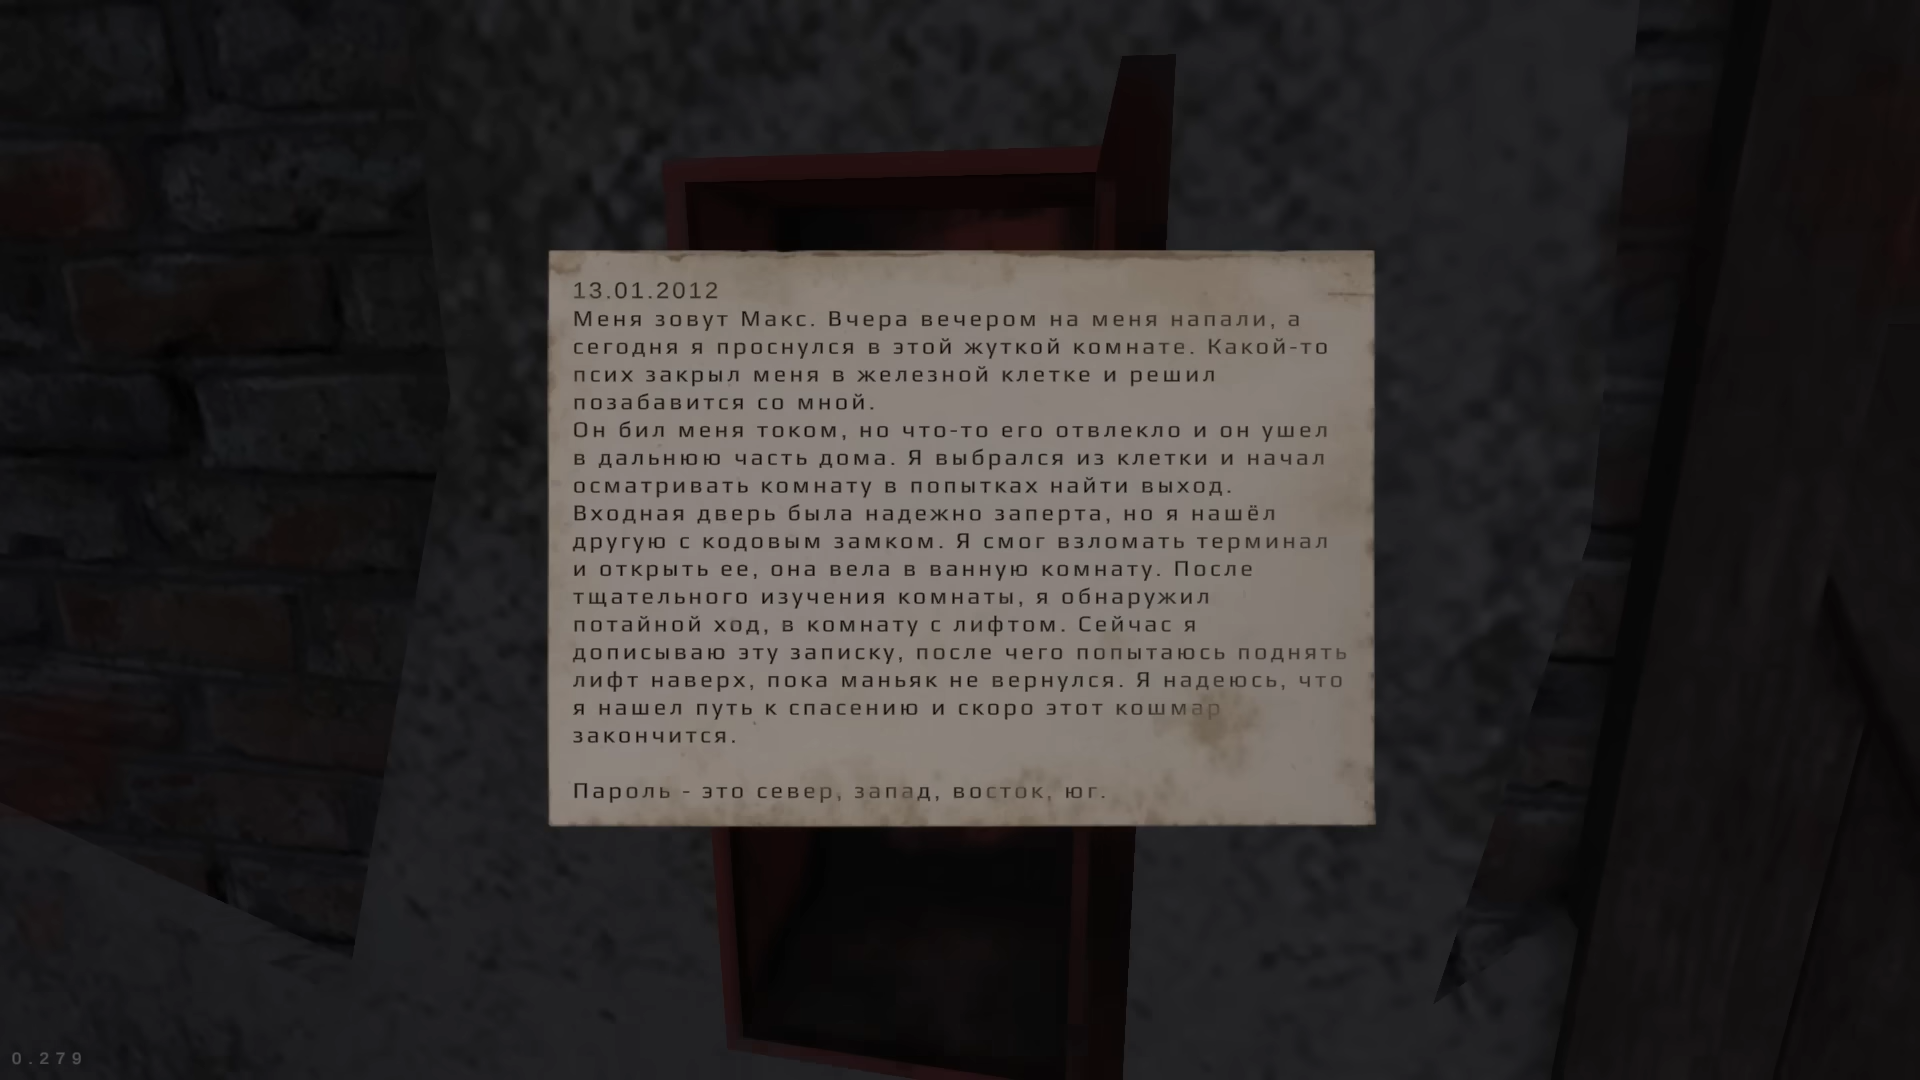 13.01.2012
Меня зовут Макс. Вчера вечером на меня напали, а
сегодня я проснулся в этой жуткой комнате. Какой-то
псих закрыл меня в железной клетке и решил
позабавится со мной.
Он бил меня током, но что-то его отвлекло и он ушел
в дальнюю часть дома. Я выбрался из клетки и начал
осматривать комнату в попытках найти выход.
Входная дверь была надежно заперта, но я нашёл
другую с кодовым замком. Я смог взломать терминал
и открыть ее, она вела в ванную комнату. После
тщательного изучения комнаты, я обнаружил
потайной ход, в комнату с лифтом. Сейчас я
дописываю эту записку, после чего попытаюсь поднять
лифт наверх, пока маньяк не вернулся. Я надеюсь, что
я нашел путь к спасению и скоро этот кошмар
закончится.
Пароль - это север, запад, восток, юг.
0.279